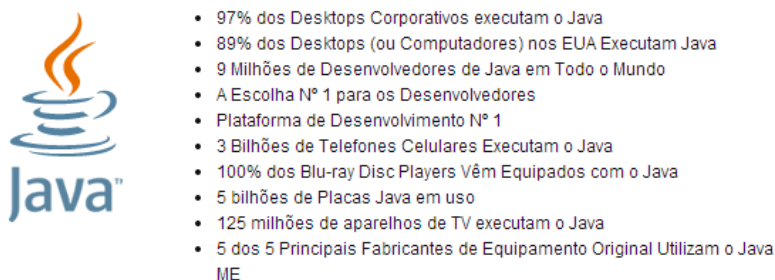 97% dos Desktops Corporativos executam o Java
89% dos Desktops (ou Computadores) nos EUA Executam Java
9 Milhões de Desenvolvedores de Java em Todo o Mundo
A Escolha Nº 1 para os Desenvolvedores
Plataforma de Desenvolvimento Nº 1
3 Bilhões de Telefones Celulares Executam o Java
100% dos Blu-ray Disc Players Vêm Equipados com o Java
5 bilhões de Placas Java em uso
125 milhões de aparelhos de TV executam o Java
5 dos 5 Principais Fabricantes de Equipamento Original Utilizam o Java
ME
Java™